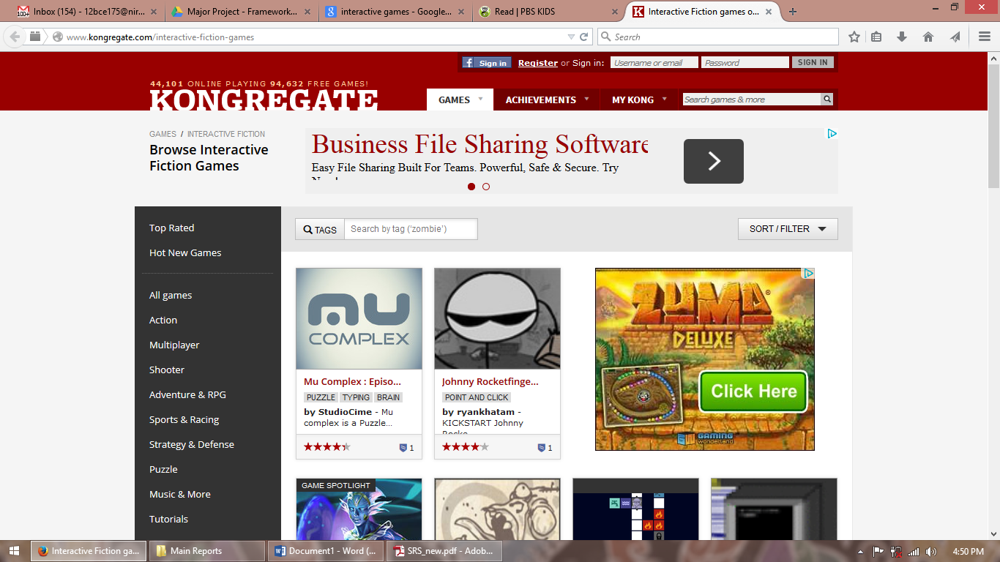 Inbox (154) - 12bce175@nir...
Major Project - Framework...
interactive games - Google...
Read | PBS KIDS
Interactive Fiction games o...
www.kongregate.com/interactive-fiction-games
Search
f Sign in
Register or Sign in:
Username or email
Password
SIGN IN
44,101 ONLINE PLAYING 94,632 FREE GAMES!
KONGREGATE
GAMES
ACHIEVEMENTS
MY KONG
Search games & more
GAMES / INTERACTIVE FICTION
Browse Interactive
Fiction Games
Business File Sharing Software
Easy File Sharing Built For Teams. Powerful, Safe & Secure. Try
Top Rated
Hot New Games
All games
Action
Multiplayer
Shooter
Adventure & RPG
Sports & Racing
Strategy & Defense
Puzzle
Music & More
Tutorials
TAGS
Search by tag ('zombie')
SORT / FILTER
MU
COMPLEX
Mu Complex : Episo...
PUZZLE TYPING BRAIN
by StudioCime - Mu
complex is a Puzzle...
1
Johnny Rocketfinge...
POINT AND CLICK
by ryankhatam -
KICKSTART Johnny
1
ZUMA®
DELUXE
Click Here
GAMING
wonderland
GAME SPOTLIGHT
Interactive Fiction ga...
Main Reports
Document1 - Word (...
SRS_new.pdf - Adob...
4:50 PM